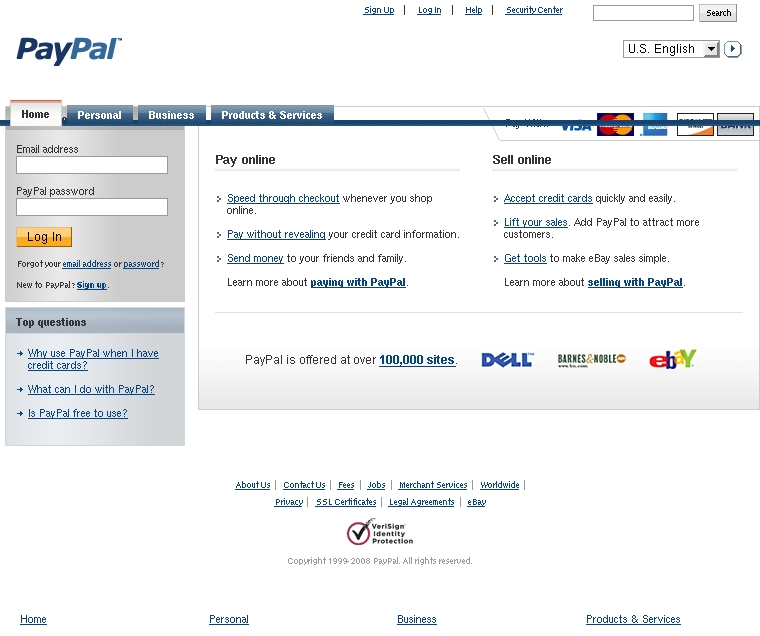 Sign Up | Log In | Help | Security Center
Search
PayPal™
U.S. English
Home
Personal
Business
Products & Services
VISA
BANK
Email address
PayPal password
Log In
Forgot your email address or password?
New to PayPal? Sign up.
Top questions
Why use PayPal when I have
credit cards?
What can I do with PayPal?
Is PayPal free to use?
Pay online
Speed through checkout whenever you shop
online.
Pay without revealing your credit card information.
Send money to your friends and family.
Learn more about paying with PayPal.
Sell online
Accept credit cards quickly and easily.
Lift your sales. Add PayPal to attract more
customers.
Get tools to make eBay sales simple.
Learn more about selling with PayPal.
PayPal is offered at over 100,000 sites.
DELL
BARNES&NOBLE
www.bn.com
ebY
About Us | Contact Us | Fees | Jobs | Merchant Services | Worldwide |
Privacy | SSL Certificates | Legal Agreements | eBay
VeriSign
Identity
Protection
Copyright 1999-2008 PayPal. All rights reserved.
Home
Personal
Business
Products & Services